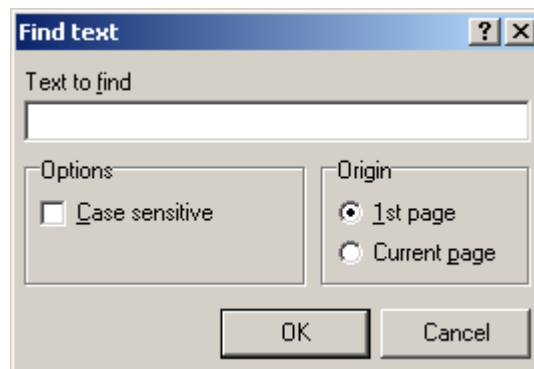 Find text
Text to find
Options
Case sensitive
Origin
1st page
Current page
OK
Cancel